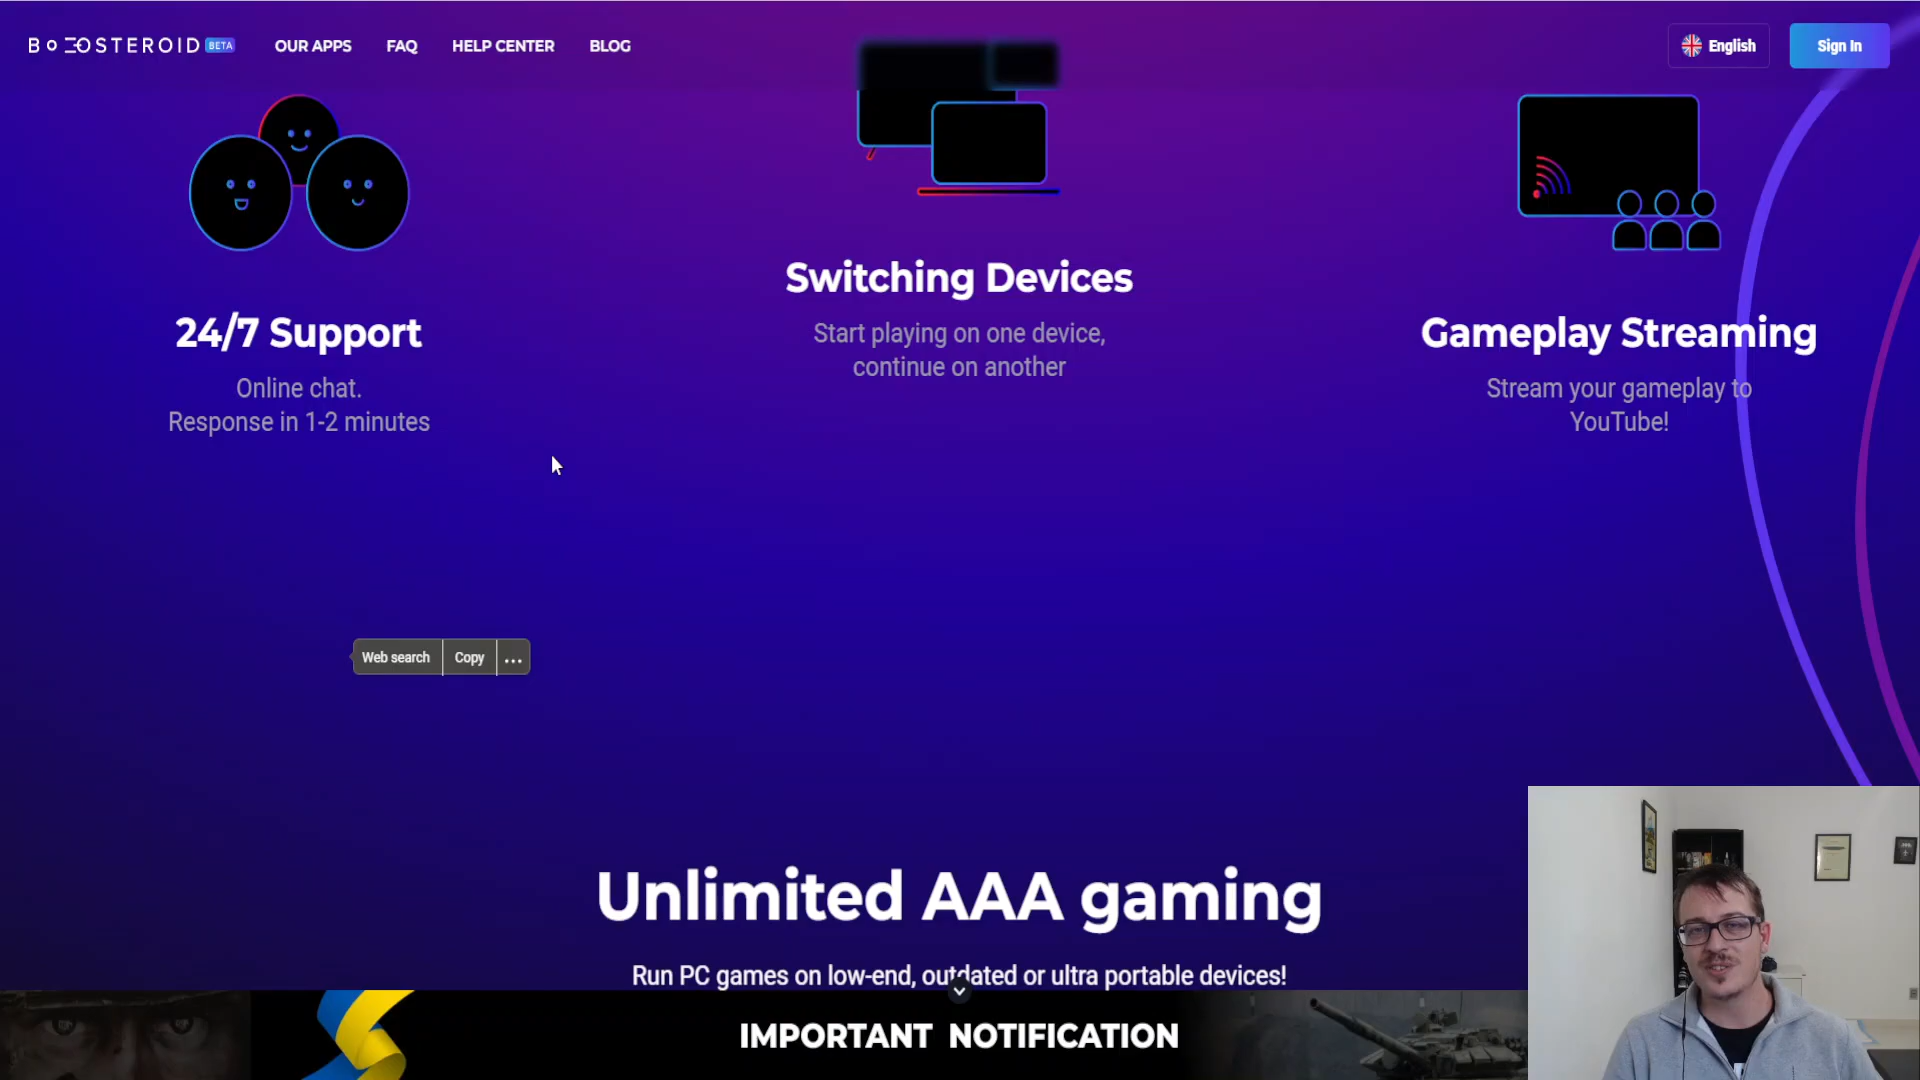 BOOSTEROID BETA
OUR APPS
FAQ
HELP CENTER
BLOG
English
Sign In
24/7 Support
Online chat.
Response in 1-2 minutes
Switching Devices
Start playing on one device,
continue on another
Gameplay Streaming
Stream your gameplay to
YouTube!
Web search
Copy
...
Unlimited AAA gaming
Run PC games on low-end, outdated or ultra portable devices!
IMPORTANT NOTIFICATION